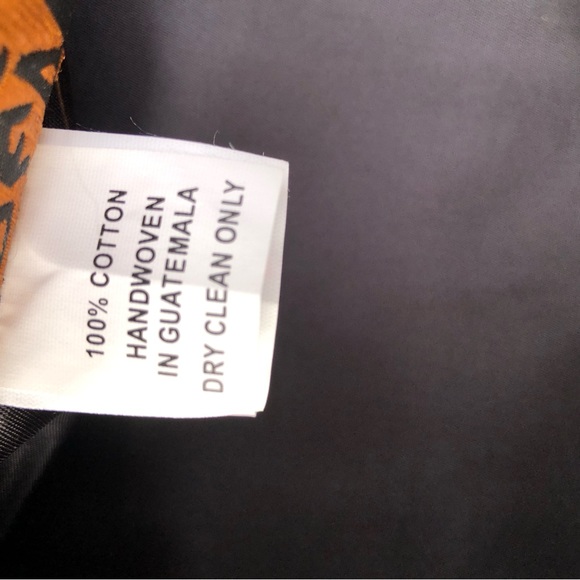 100% COTTON
HANDWOVEN
IN GUATEMALA
DRY CLEAN ONLY